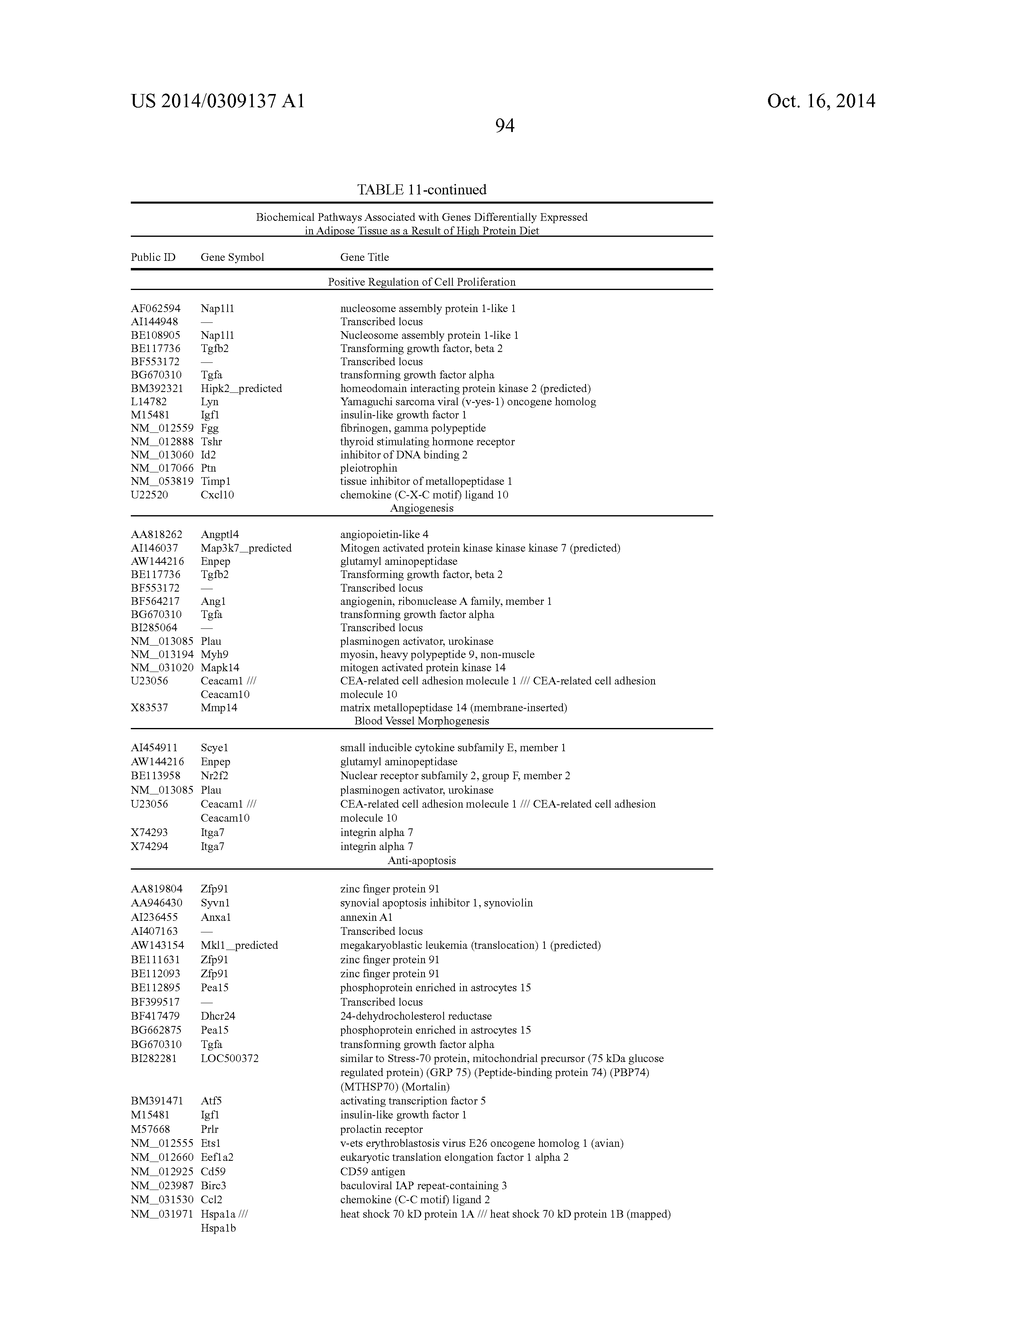 US 2014/0309137 A1 Oct. 16, 2014
94
TABLE 11-continued
Biochemical Pathways Associated with Genes Differentially Expressed
in Adipose Tissue as a Result of High Protein Diet
Public ID Gene Symbol Gene Title
Positive Regulation of Cell Proliferation
AF062594 Nap1l1 nucleosome assembly protein 1-like 1
AI144948 — Transcribed locus
BE108905 Nap1l1 Nucleosome assembly protein 1-like 1
BE117736 Tgfb2 Transforming growth factor, beta 2
BF553172 — Transcribed locus
BG670310 Tgfa transforming growth factor alpha
BM392321 Hipk2_predicted homeodomain interacting protein kinase 2 (predicted)
L14782 Lyn Yamaguchi sarcoma viral (v-yes-1) oncogene homolog
M15481 Igf1 insulin-like growth factor 1
NM_012559 Fgg fibrinogen, gamma polypeptide
NM_012888 Tshr thyroid stimulating hormone receptor
NM_013060 Id2 inhibitor of DNA binding 2
NM_017066 Ptn pleiotrophin
NM_053819 Timp1 tissue inhibitor of metallopeptidase 1
U22520 Cxcl10 chemokine (C-X-C motif) ligand 10
Angiogenesis
AA818262 Angptl4 angiopoietin-like 4
AI146037 Map3k7_predicted Mitogen activated protein kinase kinase kinase 7 (predicted)
AW144216 Enpep glutamyl aminopeptidase
BE117736 Tgfb2 Transforming growth factor, beta 2
BF553172 — Transcribed locus
BF564217 Ang1 angiogenin, ribonuclease A family, member 1
BG670310 Tgfa transforming growth factor alpha
BI285064 — Transcribed locus
NM_013085 Plau plasminogen activator, urokinase
NM_013194 Myh9 myosin, heavy polypeptide 9, non-muscle
NM_031020 Mapk14 mitogen activated protein kinase 14
U23056 Ceacam1 /// CEA-related cell adhesion molecule 1 /// CEA-related cell adhesion
Ceacam10 molecule 10
X83537 Mmp14 matrix metallopeptidase 14 (membrane-inserted)
Blood Vessel Morphogenesis
AI454911 Scye1 small inducible cytokine subfamily E, member 1
AW144216 Enpep glutamyl aminopeptidase
BE113958 Nr2f2 Nuclear receptor subfamily 2, group F, member 2
NM_013085 Plau plasminogen activator, urokinase
U23056 Ceacam1 /// CEA-related cell adhesion molecule 1 /// CEA-related cell adhesion
Ceacam10 molecule 10
X74293 Itga7 integrin alpha 7
X74294 Itga7 integrin alpha 7
Anti-apoptosis
AA819804 Zfp91 zinc finger protein 91
AA946430 Syvn1 synovial apoptosis inhibitor 1, synoviolin
AI236455 Anxa1 annexin A1
AI407163 — Transcribed locus
AW143154 Mkl1_predicted megakaryoblastic leukemia (translocation) 1 (predicted)
BE111631 Zfp91 zinc finger protein 91
BE112093 Zfp91 zinc finger protein 91
BE112895 Pea15 phosphoprotein enriched in astrocytes 15
BF399517 — Transcribed locus
BF417479 Dhcr24 24-dehydrocholesterol reductase
BG662875 Pea15 phosphoprotein enriched in astrocytes 15
BG670310 Tgfa transforming growth factor alpha
BI282281 LOC500372 similar to Stress-70 protein, mitochondrial precursor (75 kDa glucose
regulated protein) (GRP 75) (Peptide-binding protein 74) (PBP74)
(MTHSP70) (Mortalin)
BM391471 Atf5 activating transcription factor 5
M15481 Igf1 insulin-like growth factor 1
M57668 Prlr prolactin receptor
NM_012555 Ets1 v-ets erythroblastosis virus E26 oncogene homolog 1 (avian)
NM_012660 Eef1a2 eukaryotic translation elongation factor 1 alpha 2
NM_012925 Cd59 CD59 antigen
NM_023987 Birc3 baculoviral IAP repeat-containing 3
NM_031530 Ccl2 chemokine (C-C motif) ligand 2
NM_031971 Hspa1a /// heat shock 70 kD protein 1A /// heat shock 70 kD protein 1B (mapped)
Hspa1b